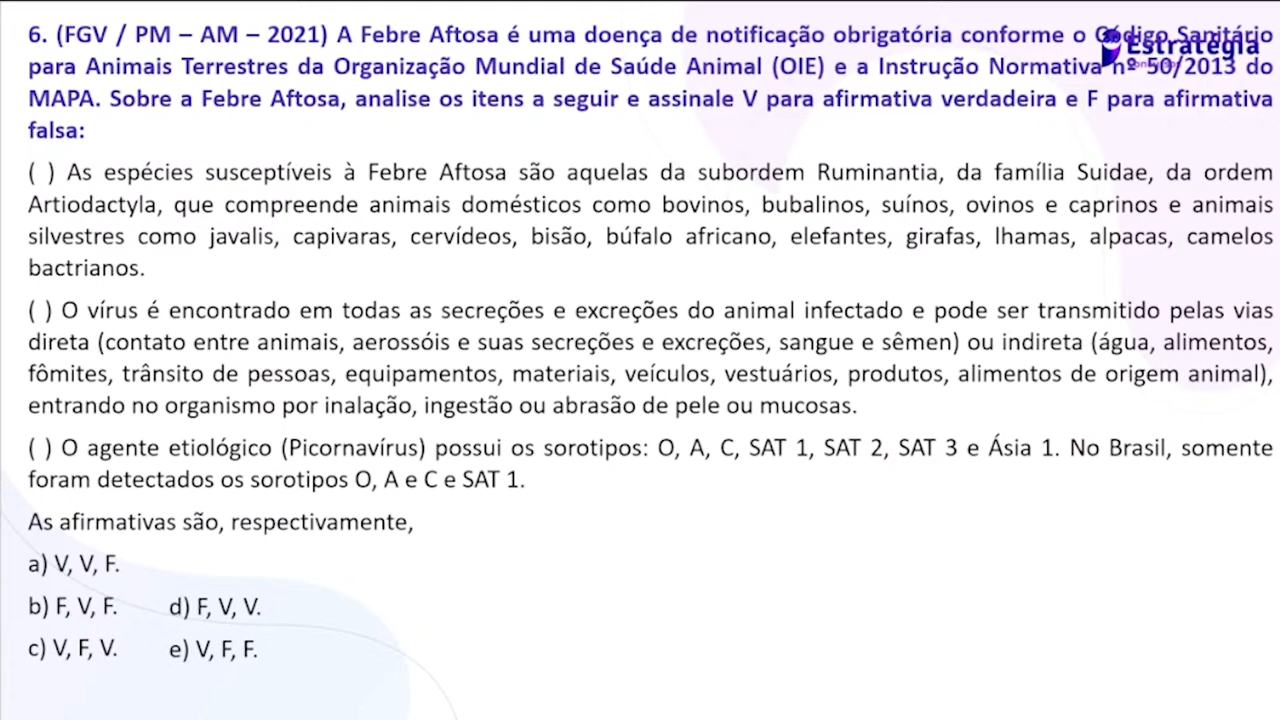 6. (FGV / PM – AM – 2021) A Febre Aftosa é uma doença de notificação obrigatória conforme o Código Sanitário
para Animais Terrestres da Organização Mundial de Saúde Animal (OIE) e a Instrução Normativa nº 50/2013 do
MAPA. Sobre a Febre Aftosa, analise os itens a seguir e assinale V para afirmativa verdadeira e F para afirmativa
falsa:
Estratégia
( ) As espécies susceptíveis à Febre Aftosa são aquelas da subordem Ruminantia, da família Suidae, da ordem
Artiodactyla, que compreende animais domésticos como bovinos, bubalinos, suínos, ovinos e caprinos e animais
silvestres como javalis, capivaras, cervídeos, bisão, búfalo africano, elefantes, girafas, lhamas, alpacas, camelos
bactrianos.
( ) O vírus é encontrado em todas as secreções e excreções do animal infectado e pode ser transmitido pelas vias
direta (contato entre animais, aerossóis e suas secreções e excreções, sangue e sêmen) ou indireta (água, alimentos,
fômites, trânsito de pessoas, equipamentos, materiais, veículos, vestuários, produtos, alimentos de origem animal),
entrando no organismo por inalação, ingestão ou abrasão de pele ou mucosas.
( ) O agente etiológico (Picornavírus) possui os sorotipos: O, A, C, SAT 1, SAT 2, SAT 3 e Ásia 1. No Brasil, somente
foram detectados os sorotipos O, A e C e SAT 1.
As afirmativas são, respectivamente,
a) V, V, F.
b) F, V, F. d) F, V, V.
c) V, F, V. e) V, F, F.